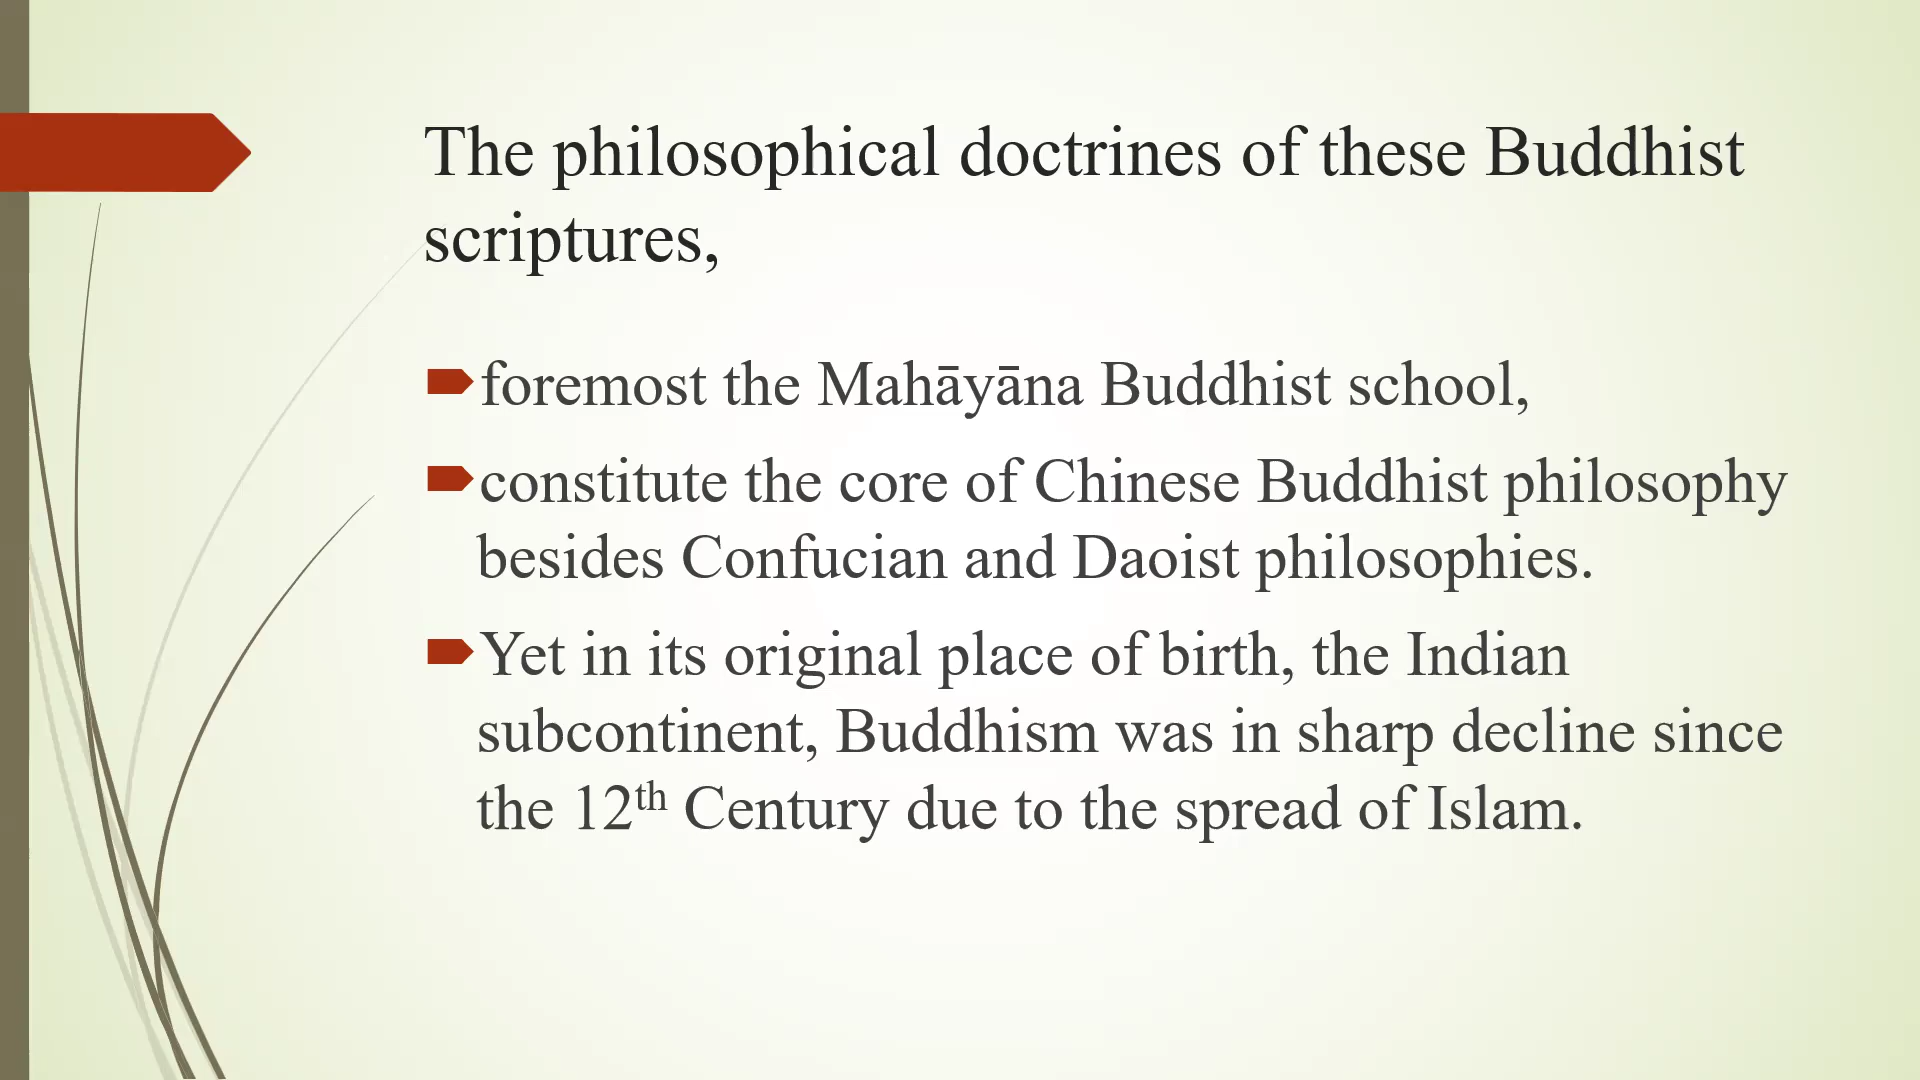 The philosophical doctrines of these Buddhist
scriptures,
foremost the Mahāyāna Buddhist school,
constitute the core of Chinese Buddhist philosophy
besides Confucian and Daoist philosophies.
Yet in its original place of birth, the Indian
subcontinent, Buddhism was in sharp decline since
the 12th Century due to the spread of Islam.